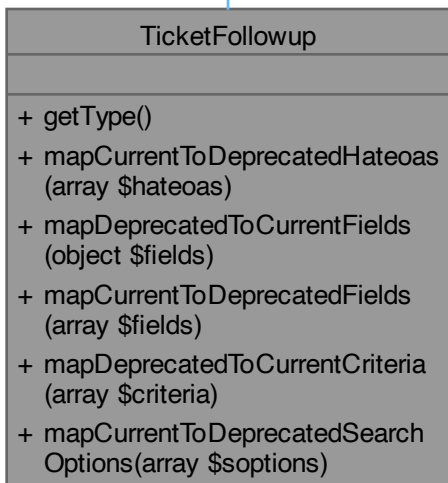 TicketFollowup
+ getType()
+ mapCurrentToDeprecatedHateoas
(array $hateoas)
+ mapDeprecatedToCurrentFields
(object $fields)
+ mapCurrentToDeprecatedFields
(array $fields)
+ mapDeprecatedToCurrentCriteria
(array $criteria)
+ mapCurrentToDeprecatedSearch
Options(array $soptions)